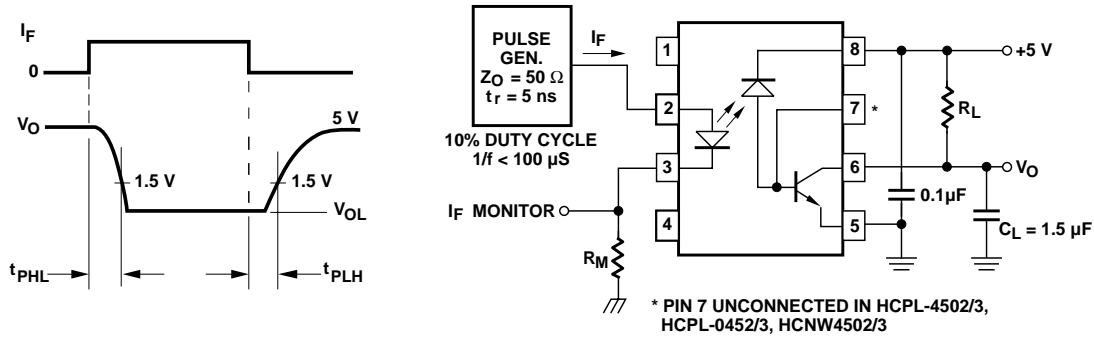 I_F
0
V_O
5 V
1.5 V
1.5 V
V_OL
t_PHL
t_PLH
PULSE
GEN.
Z_O = 50 Ω
t_r = 5 ns
I_F
10% DUTY CYCLE
1/f < 100 µS
I_F MONITOR
R_M
1
2
3
4
8
7
*
6
5
+5 V
R_L
V_O
0.1µF
C_L = 1.5 µF
* PIN 7 UNCONNECTED IN HCPL-4502/3,
HCPL-0452/3, HCNW4502/3